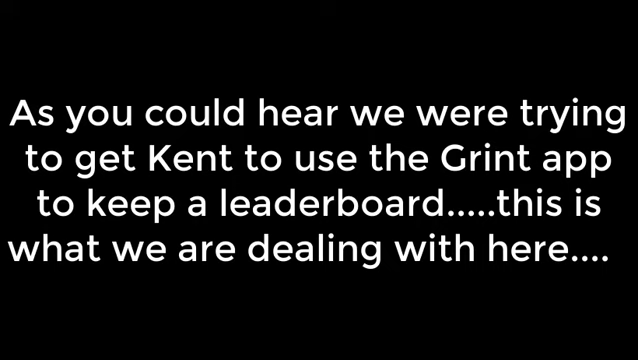 As you could hear we were trying
to get Kent to use the Grint app
to keep a leaderboard.....this is
what we are dealing with here....